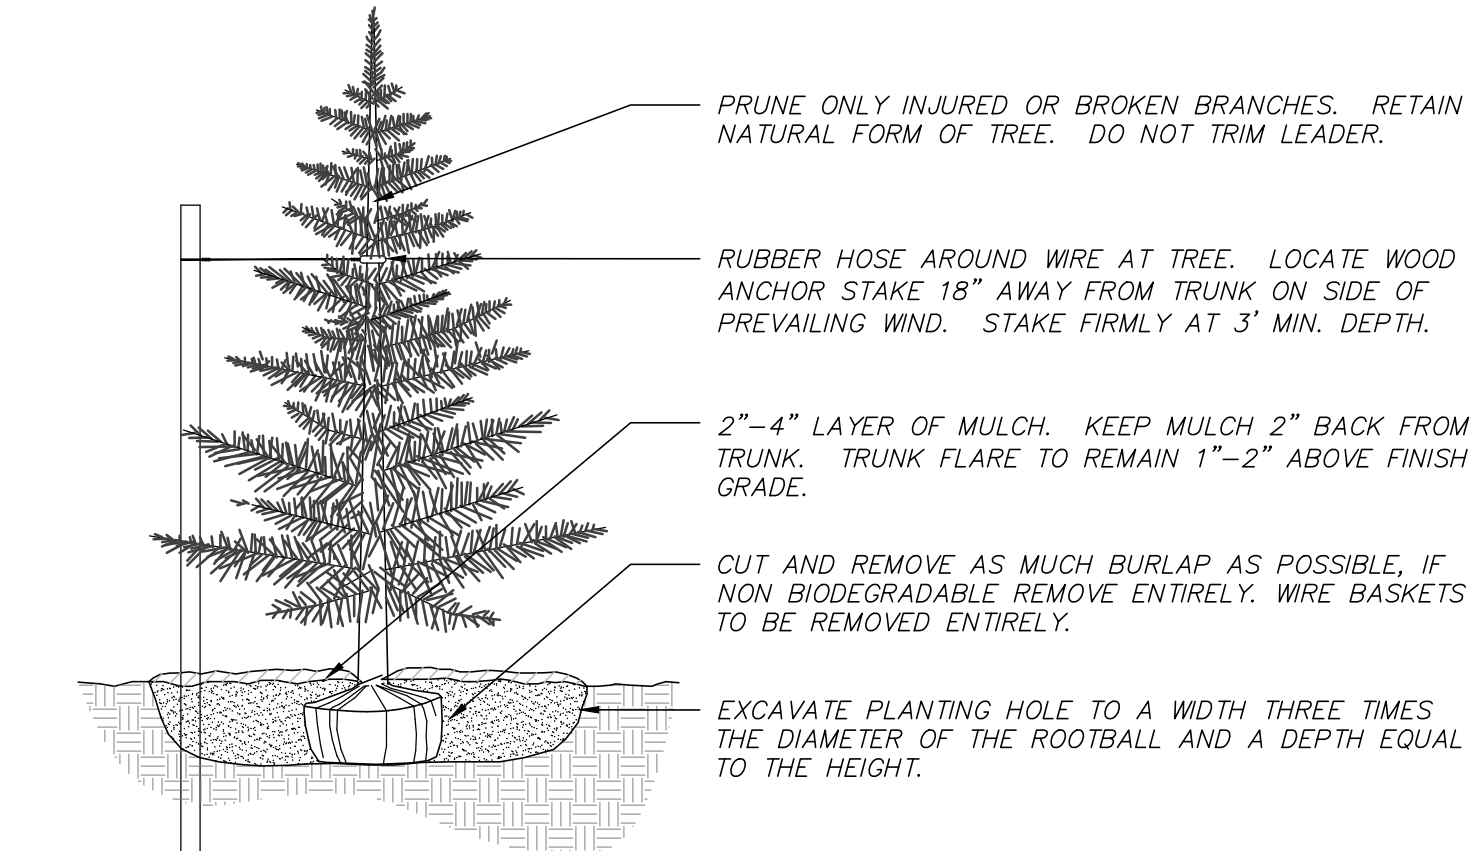 PRUNE ONLY INJURED OR BROKEN BRANCHES. RETAIN
NATURAL FORM OF TREE. DO NOT TRIM LEADER.
RUBBER HOSE AROUND WIRE AT TREE. LOCATE WOOD
ANCHOR STAKE 18" AWAY FROM TRUNK ON SIDE OF
PREVAILING WIND. STAKE FIRMLY AT 3' MIN. DEPTH.
2"-4" LAYER OF MULCH. KEEP MULCH 2" BACK FROM
TRUNK. TRUNK FLARE TO REMAIN 1"-2" ABOVE FINISH
GRADE.
CUT AND REMOVE AS MUCH BURLAP AS POSSIBLE, IF
NON BIODEGRADABLE REMOVE ENTIRELY. WIRE BASKETS
TO BE REMOVED ENTIRELY.
EXCAVATE PLANTING HOLE TO A WIDTH THREE TIMES
THE DIAMETER OF THE ROOTBALL AND A DEPTH EQUAL
TO THE HEIGHT.